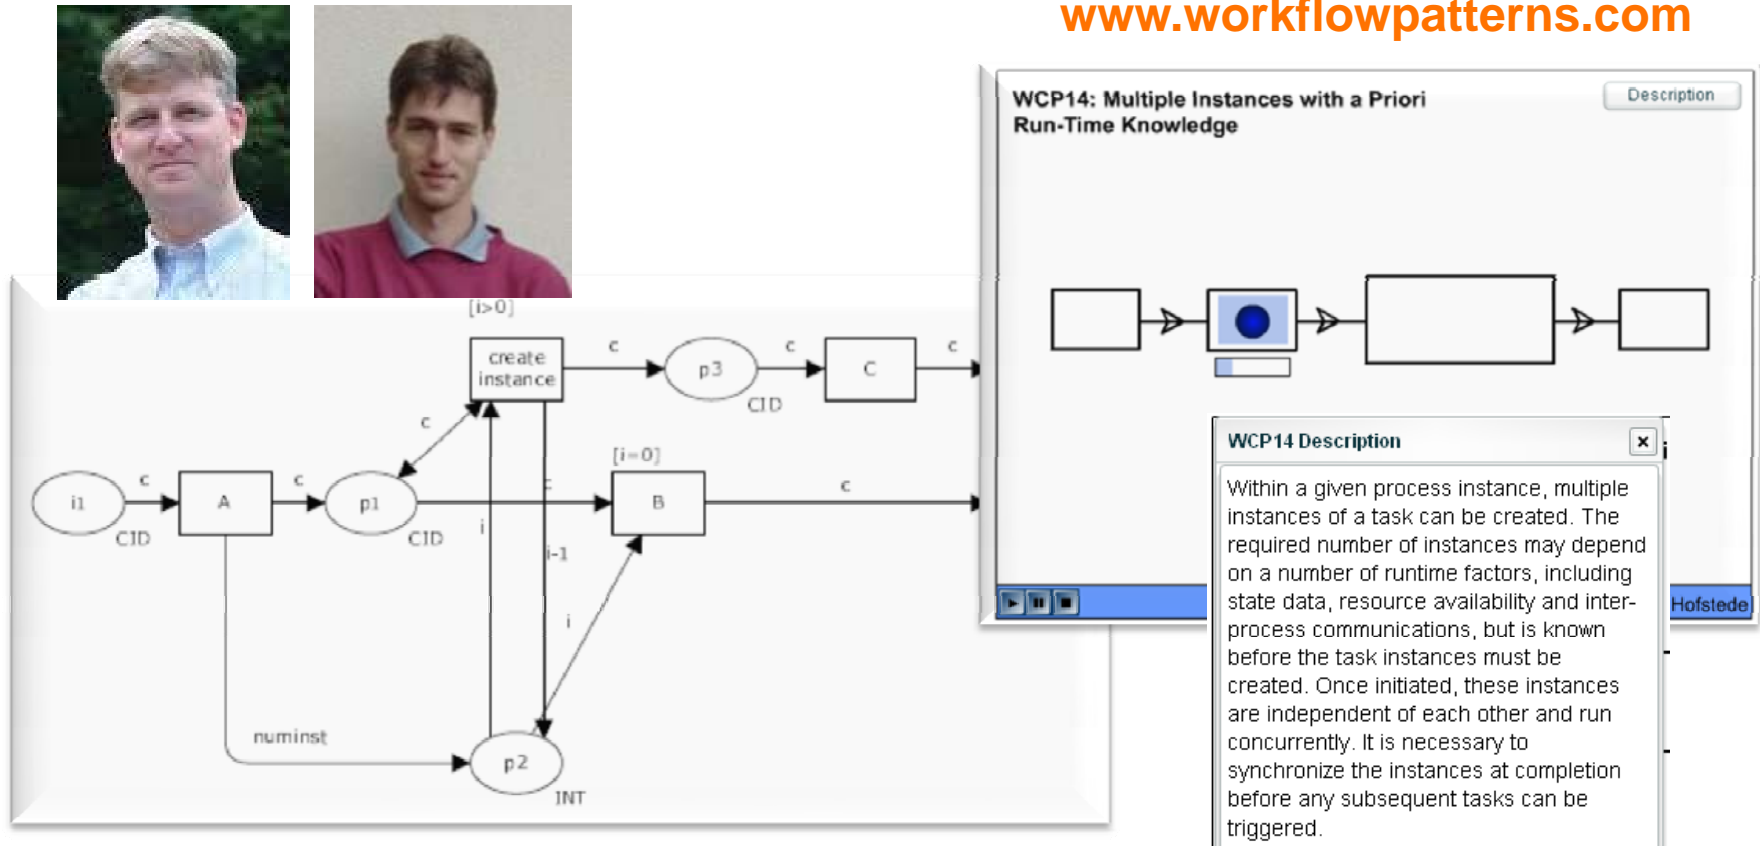 www.workflowpatterns.com
WCP14: Multiple Instances with a Priori
Run-Time Knowledge
Description
[i>0]
create
instance
c
p3
CID
c
C
c
c
[i=0]
i1
CID
c
A
c
p1
CID
c
B
c
i
i-1
i
numinst
p2
INT
Hofstede
WCP14 Description
Within a given process instance, multiple
instances of a task can be created. The
required number of instances may depend
on a number of runtime factors, including
state data, resource availability and inter-
process communications, but is known
before the task instances must be
created. Once initiated, these instances
are independent of each other and run
concurrently. It is necessary to
synchronize the instances at completion
before any subsequent tasks can be
triggered.